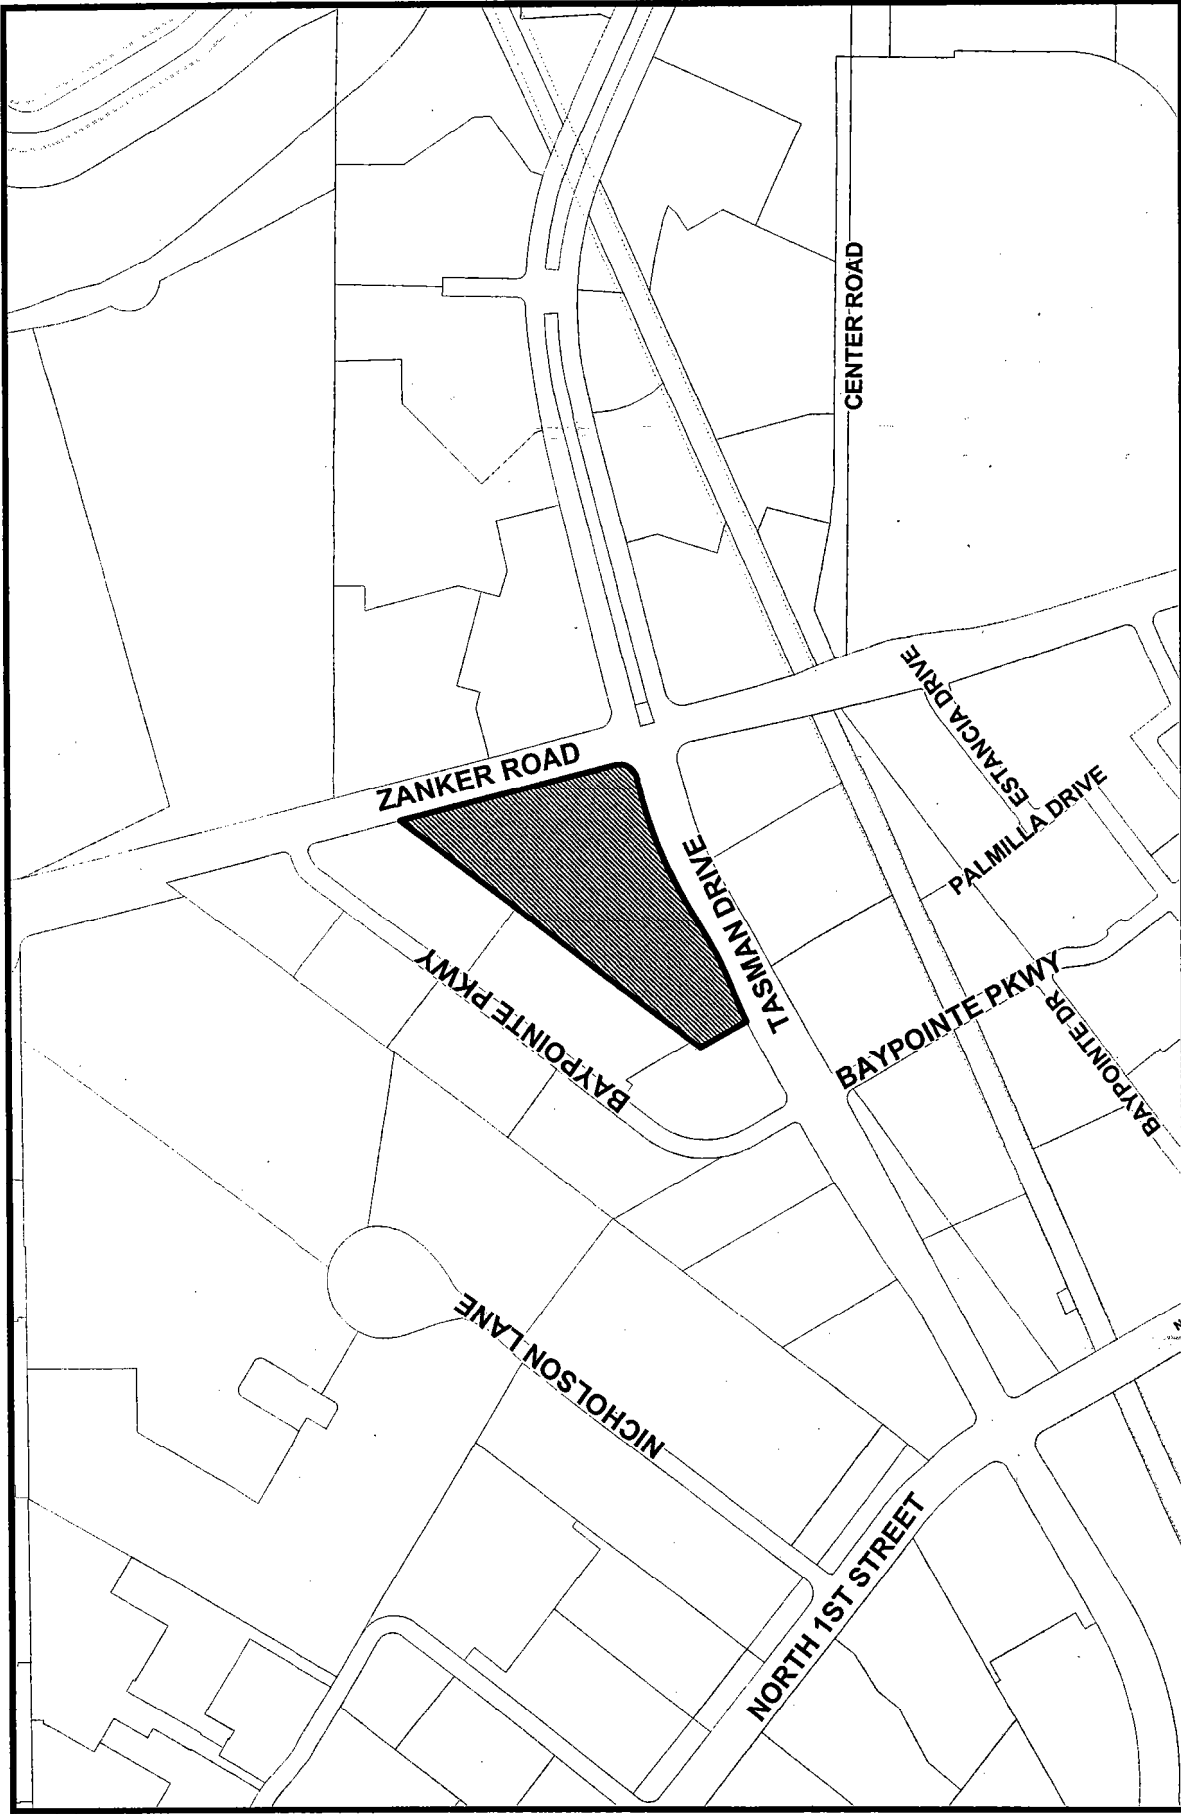 CENTER ROAD
ZANKER ROAD
ESTANCIA DRIVE
PALMILLA DRIVE
TASMAN DRIVE
BAYPOINTE PKWY
BAYPOINTE PKWY
BAYPOINTE DR
NICHOLSON LANE
NORTH 1ST STREET
N